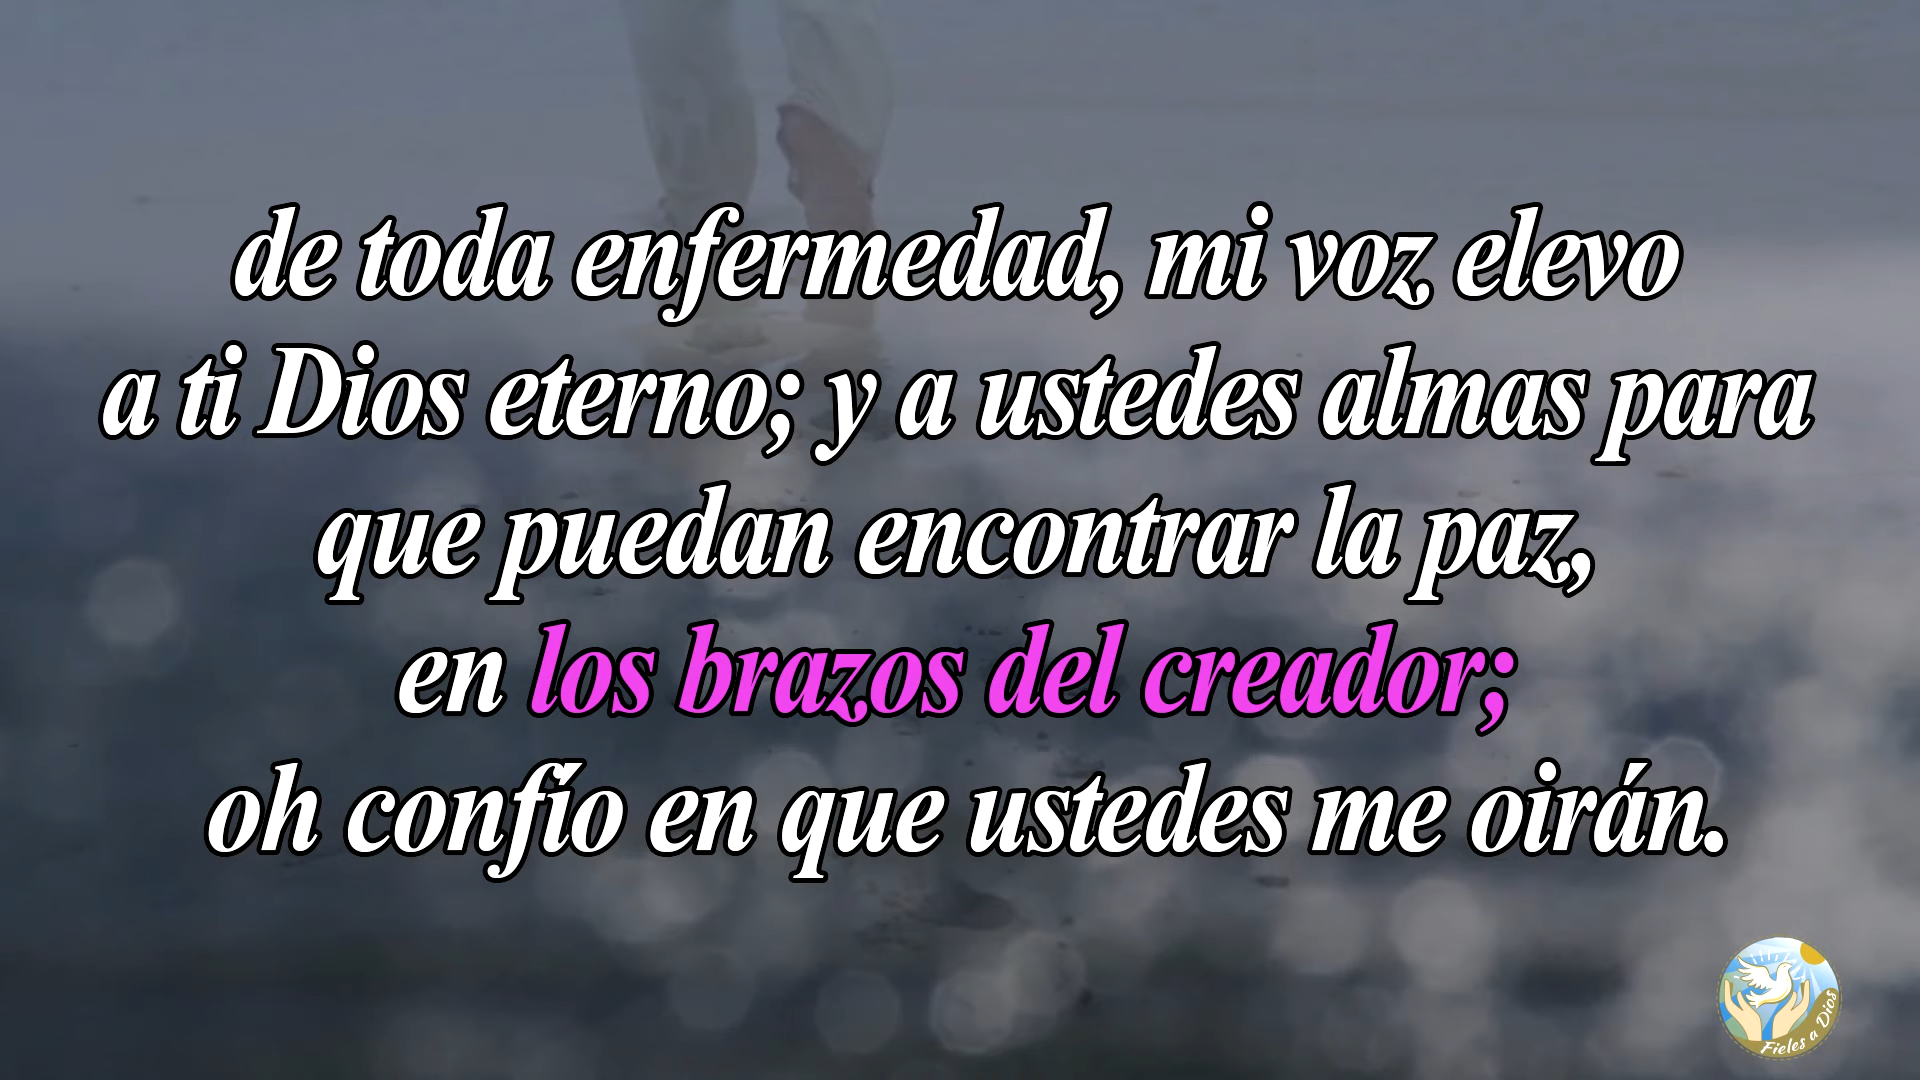 de toda enfermedad, mi voz elevo
a ti Dios eterno; y a ustedes almas para
que puedan encontrar la paz,
en los brazos del creador;
oh confío en que ustedes me oirán.
Fieles a Dios